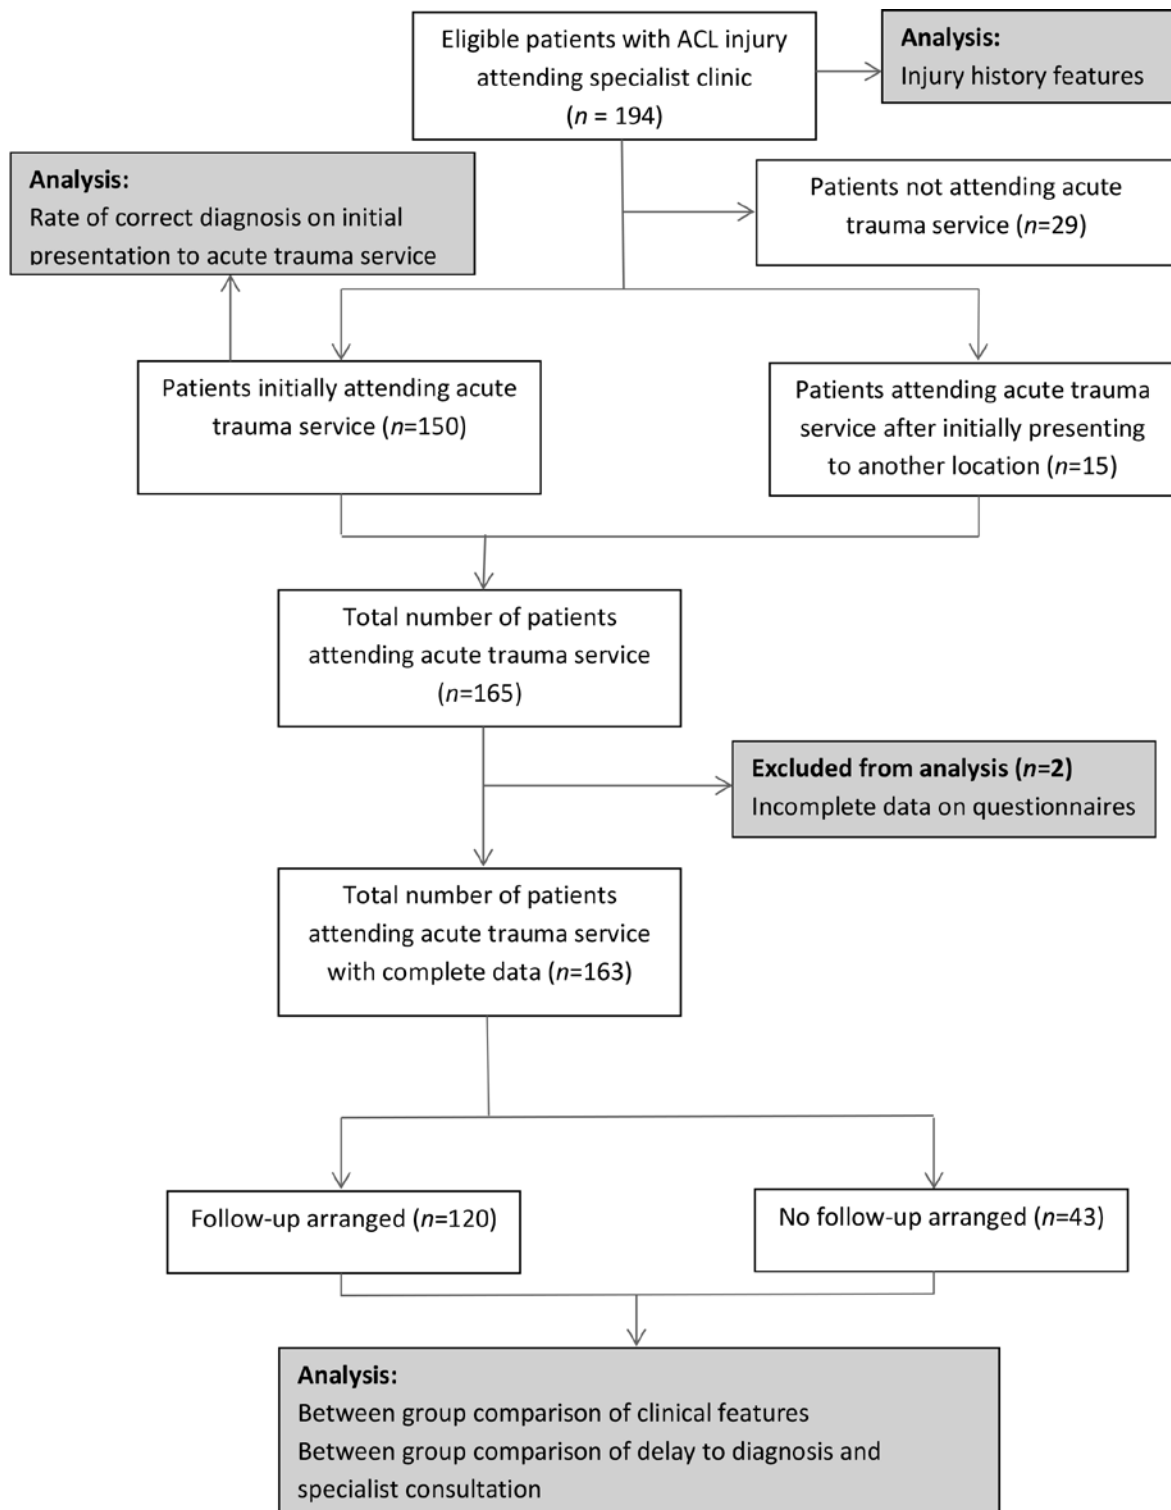 Eligible patients with ACL injury
attending specialist clinic
(n = 194)
Analysis:
Injury history features
Patients not attending acute
trauma service (n=29)
Analysis:
Rate of correct diagnosis on initial
presentation to acute trauma service
Patients initially attending acute
trauma service (n=150)
Patients attending acute trauma
service after initially presenting
to another location (n=15)
Total number of patients
attending acute trauma service
(n=165)
Excluded from analysis (n=2)
Incomplete data on questionnaires
Total number of patients
attending acute trauma service
with complete data (n=163)
Follow-up arranged (n=120)
No follow-up arranged (n=43)
Analysis:
Between group comparison of clinical features
Between group comparison of delay to diagnosis and
specialist consultation